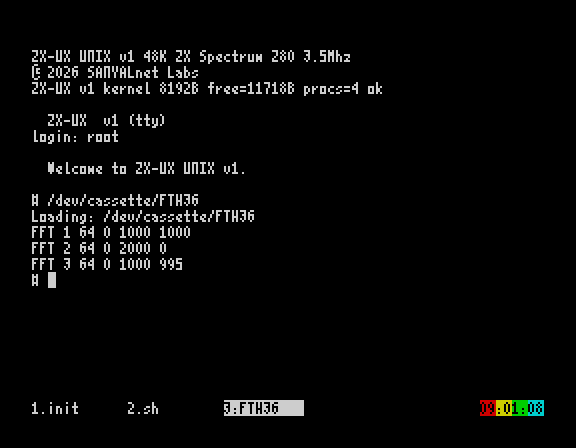 ZX-UX UNIX v1 48K ZX Spectrum Z80 3.5Mhz
© 2026 SANYALnet Labs
ZX-UX v1 kernel 8192B free=11718B procs=4 ok
ZX-UX v1 (tty)
login: root
Welcome to ZX-UX UNIX v1.
# /dev/cassette/FTH36
Loading: /dev/cassette/FTH36
FFT 1 64 0 1000 1000
FFT 2 64 0 2000 0
FFT 3 64 0 1000 995
#
1.init 2.sh 3.FTH36 09:01:08